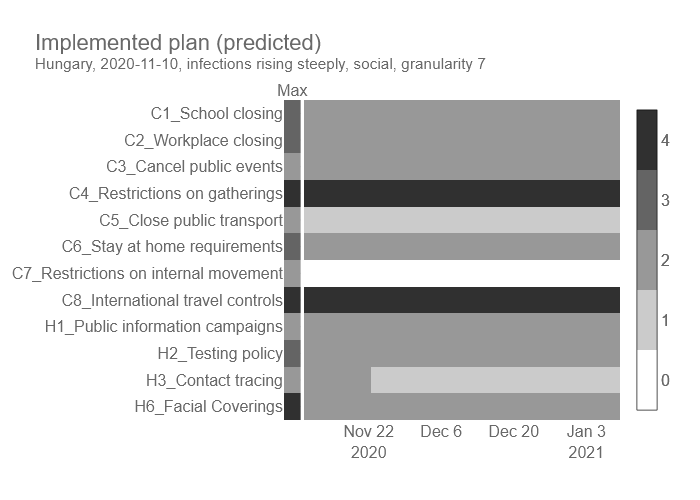 Implemented plan (predicted)
Hungary, 2020-11-10, infections rising steeply, social, granularity 7
Max
C1_School closing
C2_Workplace closing
C3_Cancel public events
C4_Restrictions on gatherings
C5_Close public transport
C6_Stay at home requirements
C7_Restrictions on internal movement
C8_International travel controls
H1_Public information campaigns
H2_Testing policy
H3_Contact tracing
H6_Facial Coverings
4
3
2
1
0
Nov 22 Dec 6 Dec 20 Jan 3
2020 2021